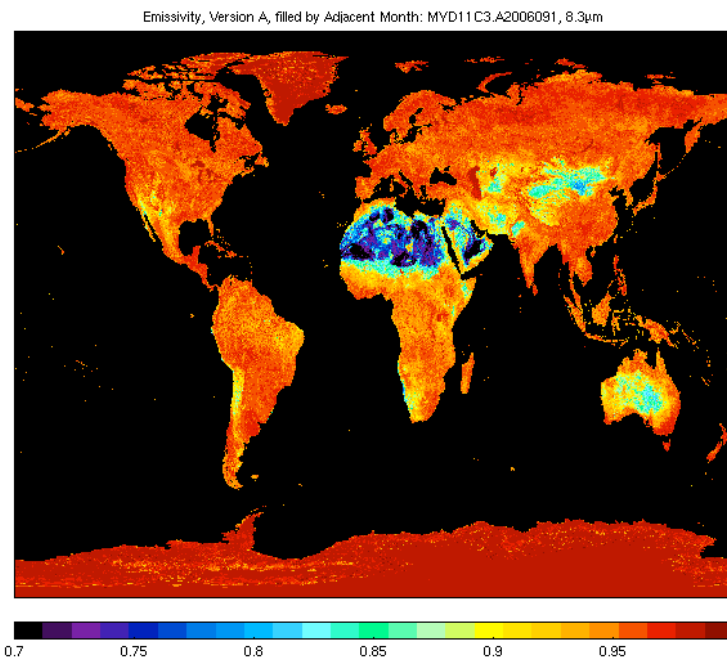 Emissivity, Version A, filled by Adjacent Month: MYD11C3.A2006091, 8.3μm
0.7 0.75 0.8 0.85 0.9 0.95